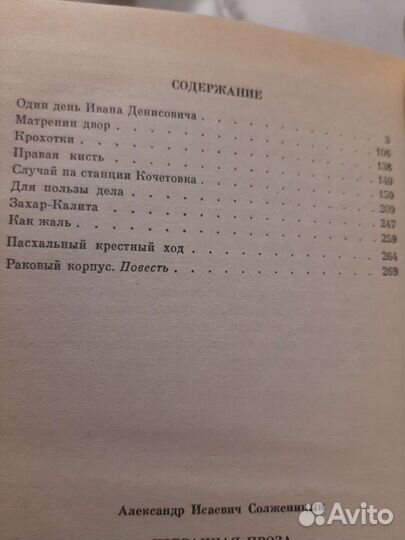 СОДЕРЖАНИЕ
Один день Ивана Денисовича . . . . . . . . 3
Матренин двор . . . . . . . . . . . . 106
Крохотки . . . . . . . . . . . . . . 138
Правая кисть . . . . . . . . . . . . 149
Случай на станции Кочетовка . . . . . . . . 159
Для пользы дела . . . . . . . . . . . 209
Захар-Калита . . . . . . . . . . . . 247
Как жаль . . . . . . . . . . . . . . 259
Пасхальный крестный ход . . . . . . . . . 264
Раковый корпус. Повесть . . . . . . . . . 269
Александр Исаевич Солженицын
ПРОЗА
Avito